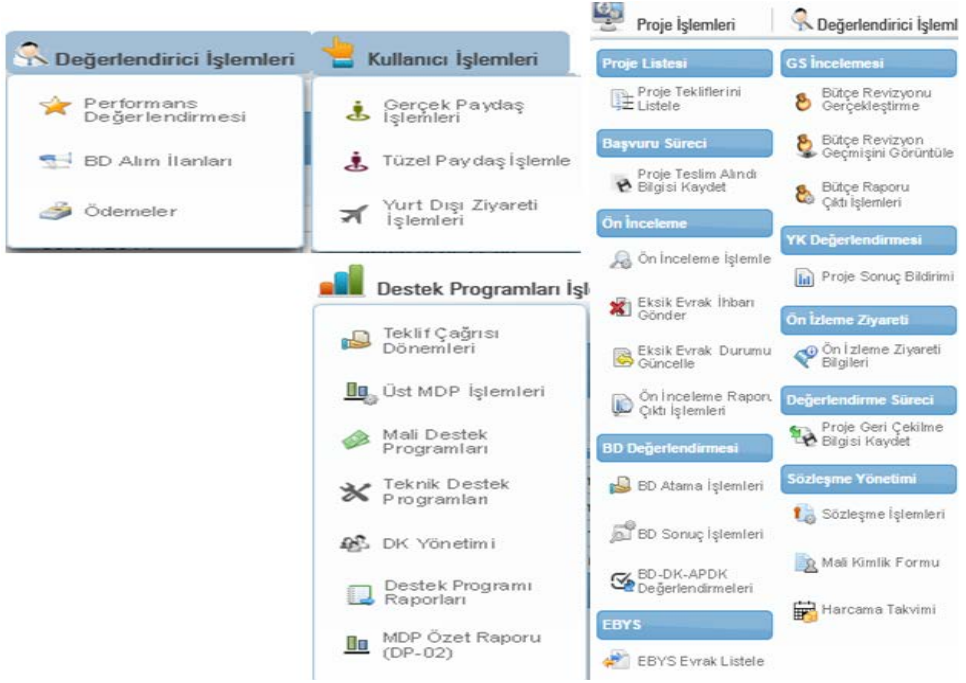 Değerlendirici İşlemleri
Performans
Değerlendirmesi
BD Alım İlanları
Ödemeler
Kullanıcı İşlemleri
Gerçek Paydaş
İşlemleri
Tüzel Paydaş İşlemle
Yurt Dışı Ziyareti
İşlemleri
Destek Programları İşl
Teklif Çağrısı
Dönemleri
Üst MDP İşlemleri
Mali Destek
Programları
Teknik Destek
Programları
DK Yönetimi
Destek Programı
Raporları
MDP Özet Raporu
(DP-02)
Proje İşlemleri
Proje Listesi
Proje Tekliflerini
Listele
Başvuru Süreci
Proje Teslim Alındı
Bilgisi Kaydet
Ön İnceleme
Ön İnceleme İşlemle
Eksik Evrak İhbarı
Gönder
Eksik Evrak Durumu
Güncelle
Ön İnceleme Raporu
Çıktı İşlemleri
BD Değerlendirmesi
BD Atama İşlemleri
BD Sonuç İşlemleri
BD-DK-APDK
Değerlendirmeleri
EBYS
EBYS Evrak Listele
Değerlendirici İşleml
GS İncelemesi
Bütçe Revizyonu
Gerçekleştirme
Bütçe Revizyon
Geçmişini Görüntüle
Bütçe Raporu
Çıktı İşlemleri
YK Değerlendirmesi
Proje Sonuç Bildirimi
Ön İzleme Ziyareti
Ön İzleme Ziyareti
Bilgileri
Değerlendirme Süreci
Proje Geri Çekilme
Bilgisi Kaydet
Sözleşme Yönetimi
Sözleşme İşlemleri
Mali Kimlik Formu
Harcama Takvimi